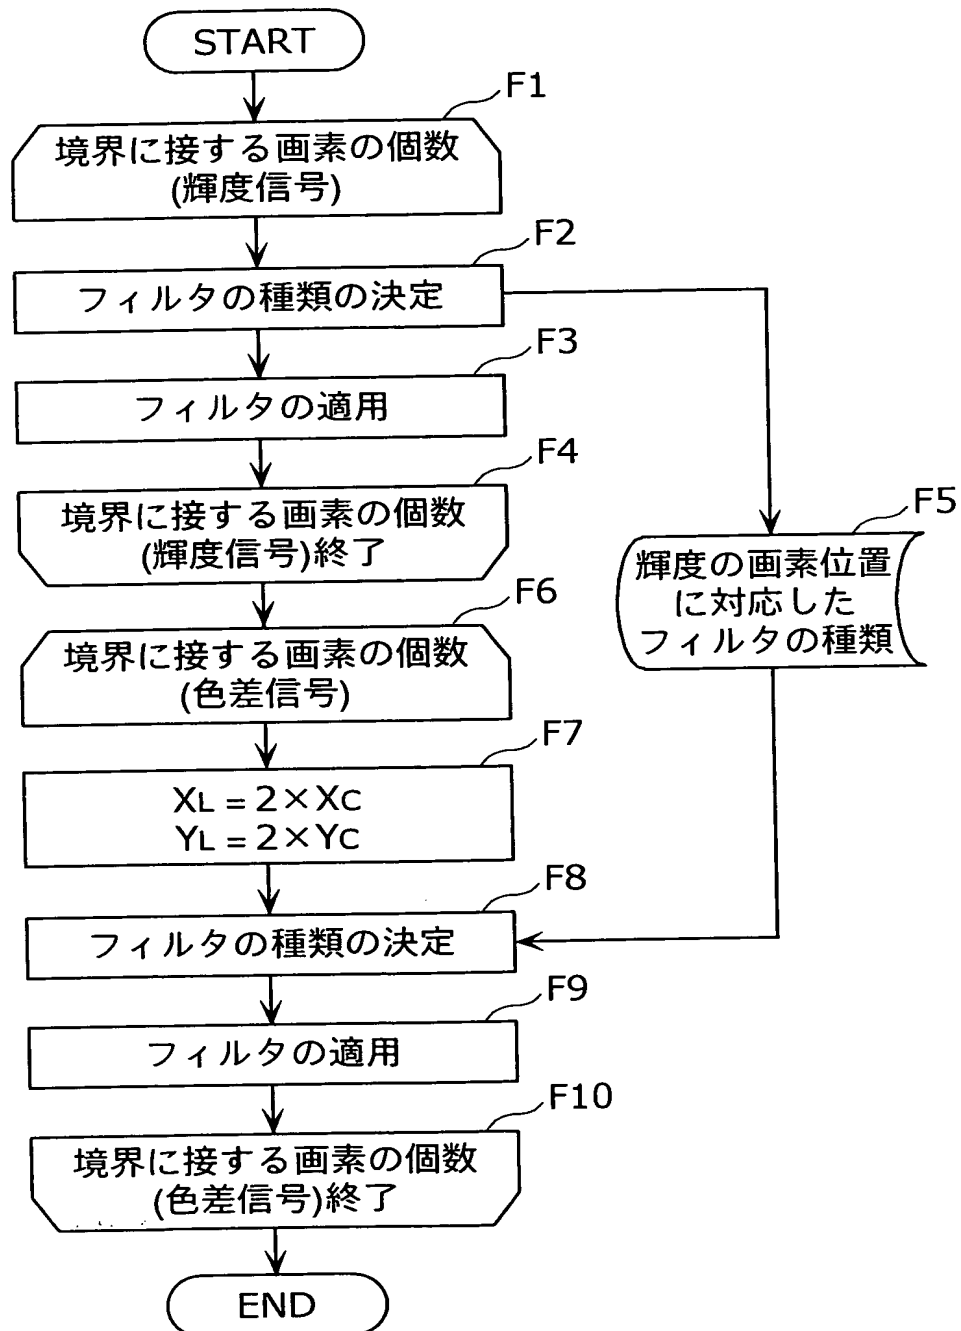 START
F1
境界に接する画素の個数
(輝度信号)
F2
フィルタの種類の決定
F3
フィルタの適用
F4
境界に接する画素の個数
(輝度信号)終了
F5
輝度の画素位置
に対応した
フィルタの種類
F6
境界に接する画素の個数
(色差信号)
F7
XL = 2×XC
YL = 2×YC
F8
フィルタの種類の決定
F9
フィルタの適用
F10
境界に接する画素の個数
(色差信号)終了
END